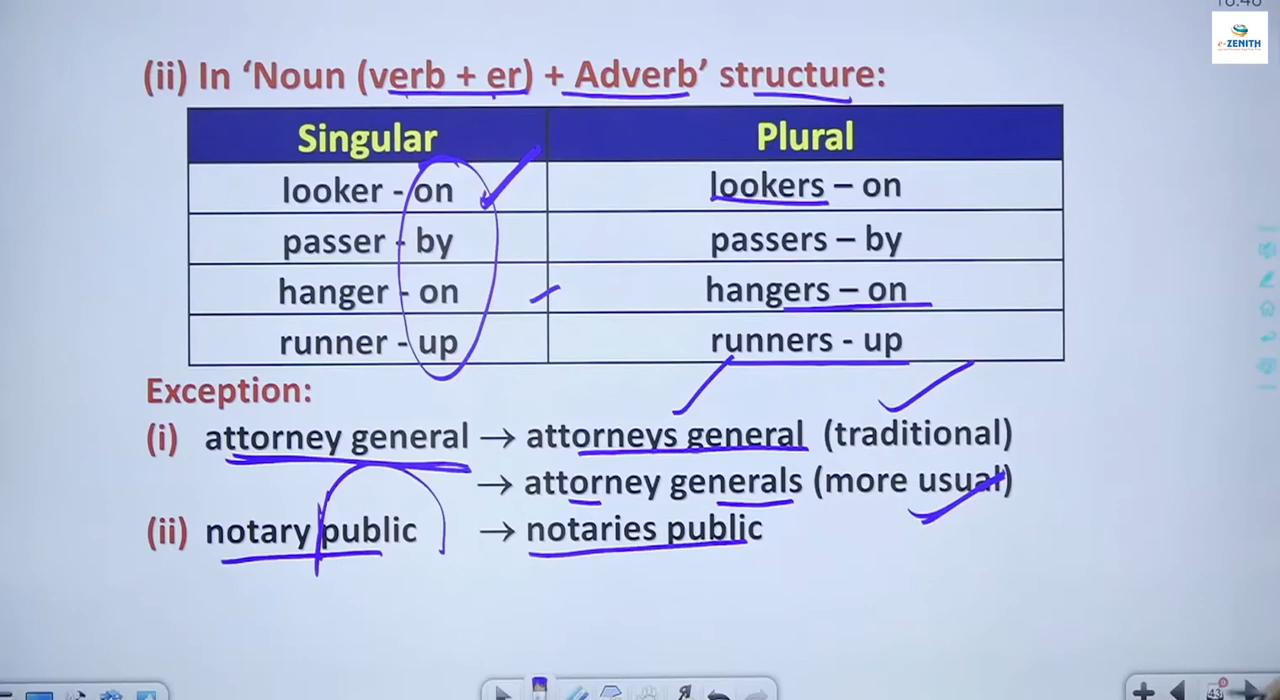 e-ZENITH
(ii) In ‘Noun (verb + er) + Adverb’ structure:
Singular Plural
looker - on lookers – on
passer - by passers – by
hanger - on hangers – on
runner - up runners - up
Exception:
(i) attorney general → attorneys general (traditional)
→ attorney generals (more usual)
(ii) notary public → notaries public
43